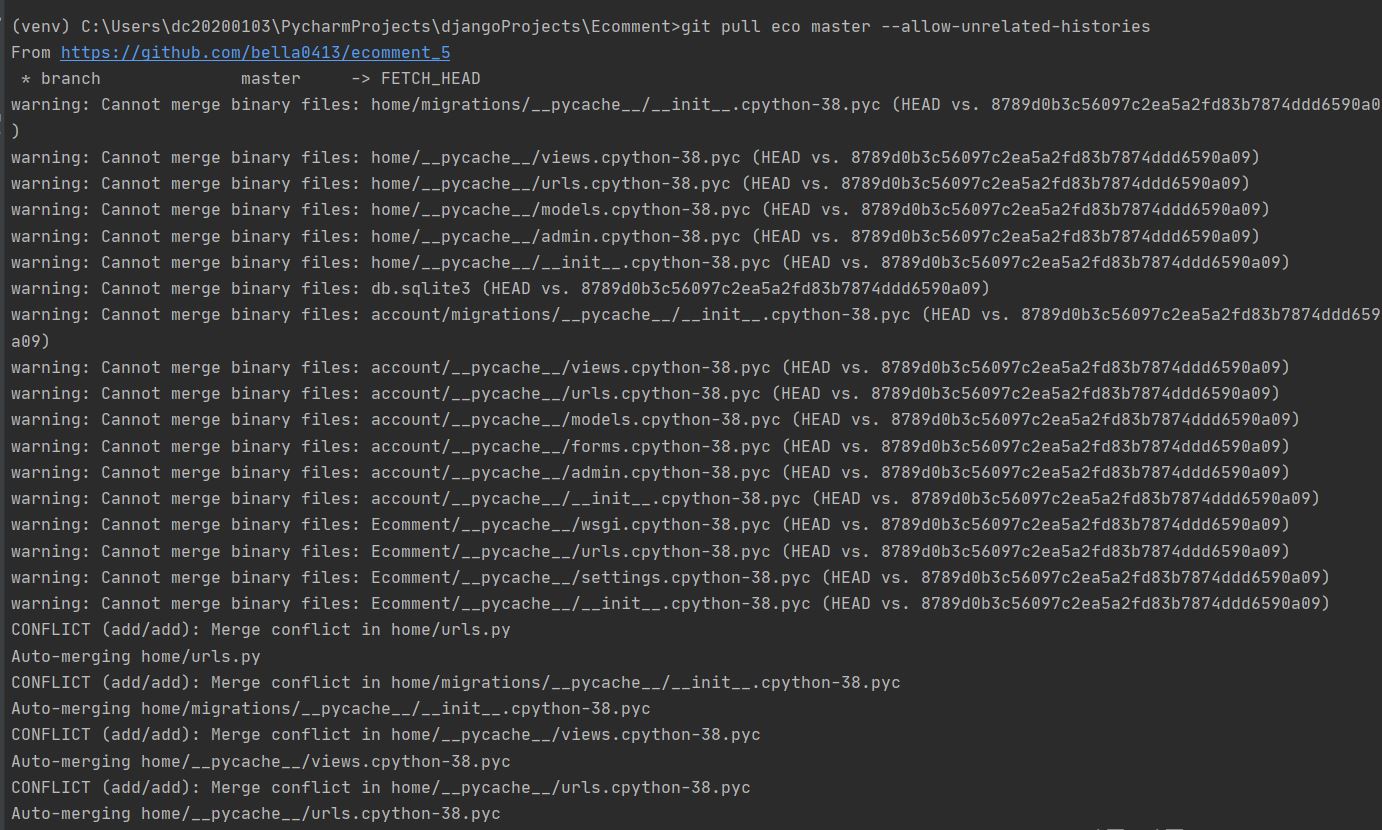 (venv) C:\Users\dc20200103\PycharmProjects\djangoProjects\Ecomment>git pull eco master --allow-unrelated-histories
From https://github.com/bella0413/ecomment_5
 * branch              master     -> FETCH_HEAD
warning: Cannot merge binary files: home/migrations/__pycache__/__init__.cpython-38.pyc (HEAD vs. 8789d0b3c56097c2ea5a2fd83b7874ddd6590a0
)
warning: Cannot merge binary files: home/__pycache__/views.cpython-38.pyc (HEAD vs. 8789d0b3c56097c2ea5a2fd83b7874ddd6590a09)
warning: Cannot merge binary files: home/__pycache__/urls.cpython-38.pyc (HEAD vs. 8789d0b3c56097c2ea5a2fd83b7874ddd6590a09)
warning: Cannot merge binary files: home/__pycache__/models.cpython-38.pyc (HEAD vs. 8789d0b3c56097c2ea5a2fd83b7874ddd6590a09)
warning: Cannot merge binary files: home/__pycache__/admin.cpython-38.pyc (HEAD vs. 8789d0b3c56097c2ea5a2fd83b7874ddd6590a09)
warning: Cannot merge binary files: home/__pycache__/__init__.cpython-38.pyc (HEAD vs. 8789d0b3c56097c2ea5a2fd83b7874ddd6590a09)
warning: Cannot merge binary files: db.sqlite3 (HEAD vs. 8789d0b3c56097c2ea5a2fd83b7874ddd6590a09)
warning: Cannot merge binary files: account/migrations/__pycache__/__init__.cpython-38.pyc (HEAD vs. 8789d0b3c56097c2ea5a2fd83b7874ddd659
a09)
warning: Cannot merge binary files: account/__pycache__/views.cpython-38.pyc (HEAD vs. 8789d0b3c56097c2ea5a2fd83b7874ddd6590a09)
warning: Cannot merge binary files: account/__pycache__/urls.cpython-38.pyc (HEAD vs. 8789d0b3c56097c2ea5a2fd83b7874ddd6590a09)
warning: Cannot merge binary files: account/__pycache__/models.cpython-38.pyc (HEAD vs. 8789d0b3c56097c2ea5a2fd83b7874ddd6590a09)
warning: Cannot merge binary files: account/__pycache__/forms.cpython-38.pyc (HEAD vs. 8789d0b3c56097c2ea5a2fd83b7874ddd6590a09)
warning: Cannot merge binary files: account/__pycache__/admin.cpython-38.pyc (HEAD vs. 8789d0b3c56097c2ea5a2fd83b7874ddd6590a09)
warning: Cannot merge binary files: account/__pycache__/__init__.cpython-38.pyc (HEAD vs. 8789d0b3c56097c2ea5a2fd83b7874ddd6590a09)
warning: Cannot merge binary files: Ecomment/__pycache__/wsgi.cpython-38.pyc (HEAD vs. 8789d0b3c56097c2ea5a2fd83b7874ddd6590a09)
warning: Cannot merge binary files: Ecomment/__pycache__/urls.cpython-38.pyc (HEAD vs. 8789d0b3c56097c2ea5a2fd83b7874ddd6590a09)
warning: Cannot merge binary files: Ecomment/__pycache__/settings.cpython-38.pyc (HEAD vs. 8789d0b3c56097c2ea5a2fd83b7874ddd6590a09)
warning: Cannot merge binary files: Ecomment/__pycache__/__init__.cpython-38.pyc (HEAD vs. 8789d0b3c56097c2ea5a2fd83b7874ddd6590a09)
CONFLICT (add/add): Merge conflict in home/urls.py
Auto-merging home/urls.py
CONFLICT (add/add): Merge conflict in home/migrations/__pycache__/__init__.cpython-38.pyc
Auto-merging home/migrations/__pycache__/__init__.cpython-38.pyc
CONFLICT (add/add): Merge conflict in home/__pycache__/views.cpython-38.pyc
Auto-merging home/__pycache__/views.cpython-38.pyc
CONFLICT (add/add): Merge conflict in home/__pycache__/urls.cpython-38.pyc
Auto-merging home/__pycache__/urls.cpython-38.pyc